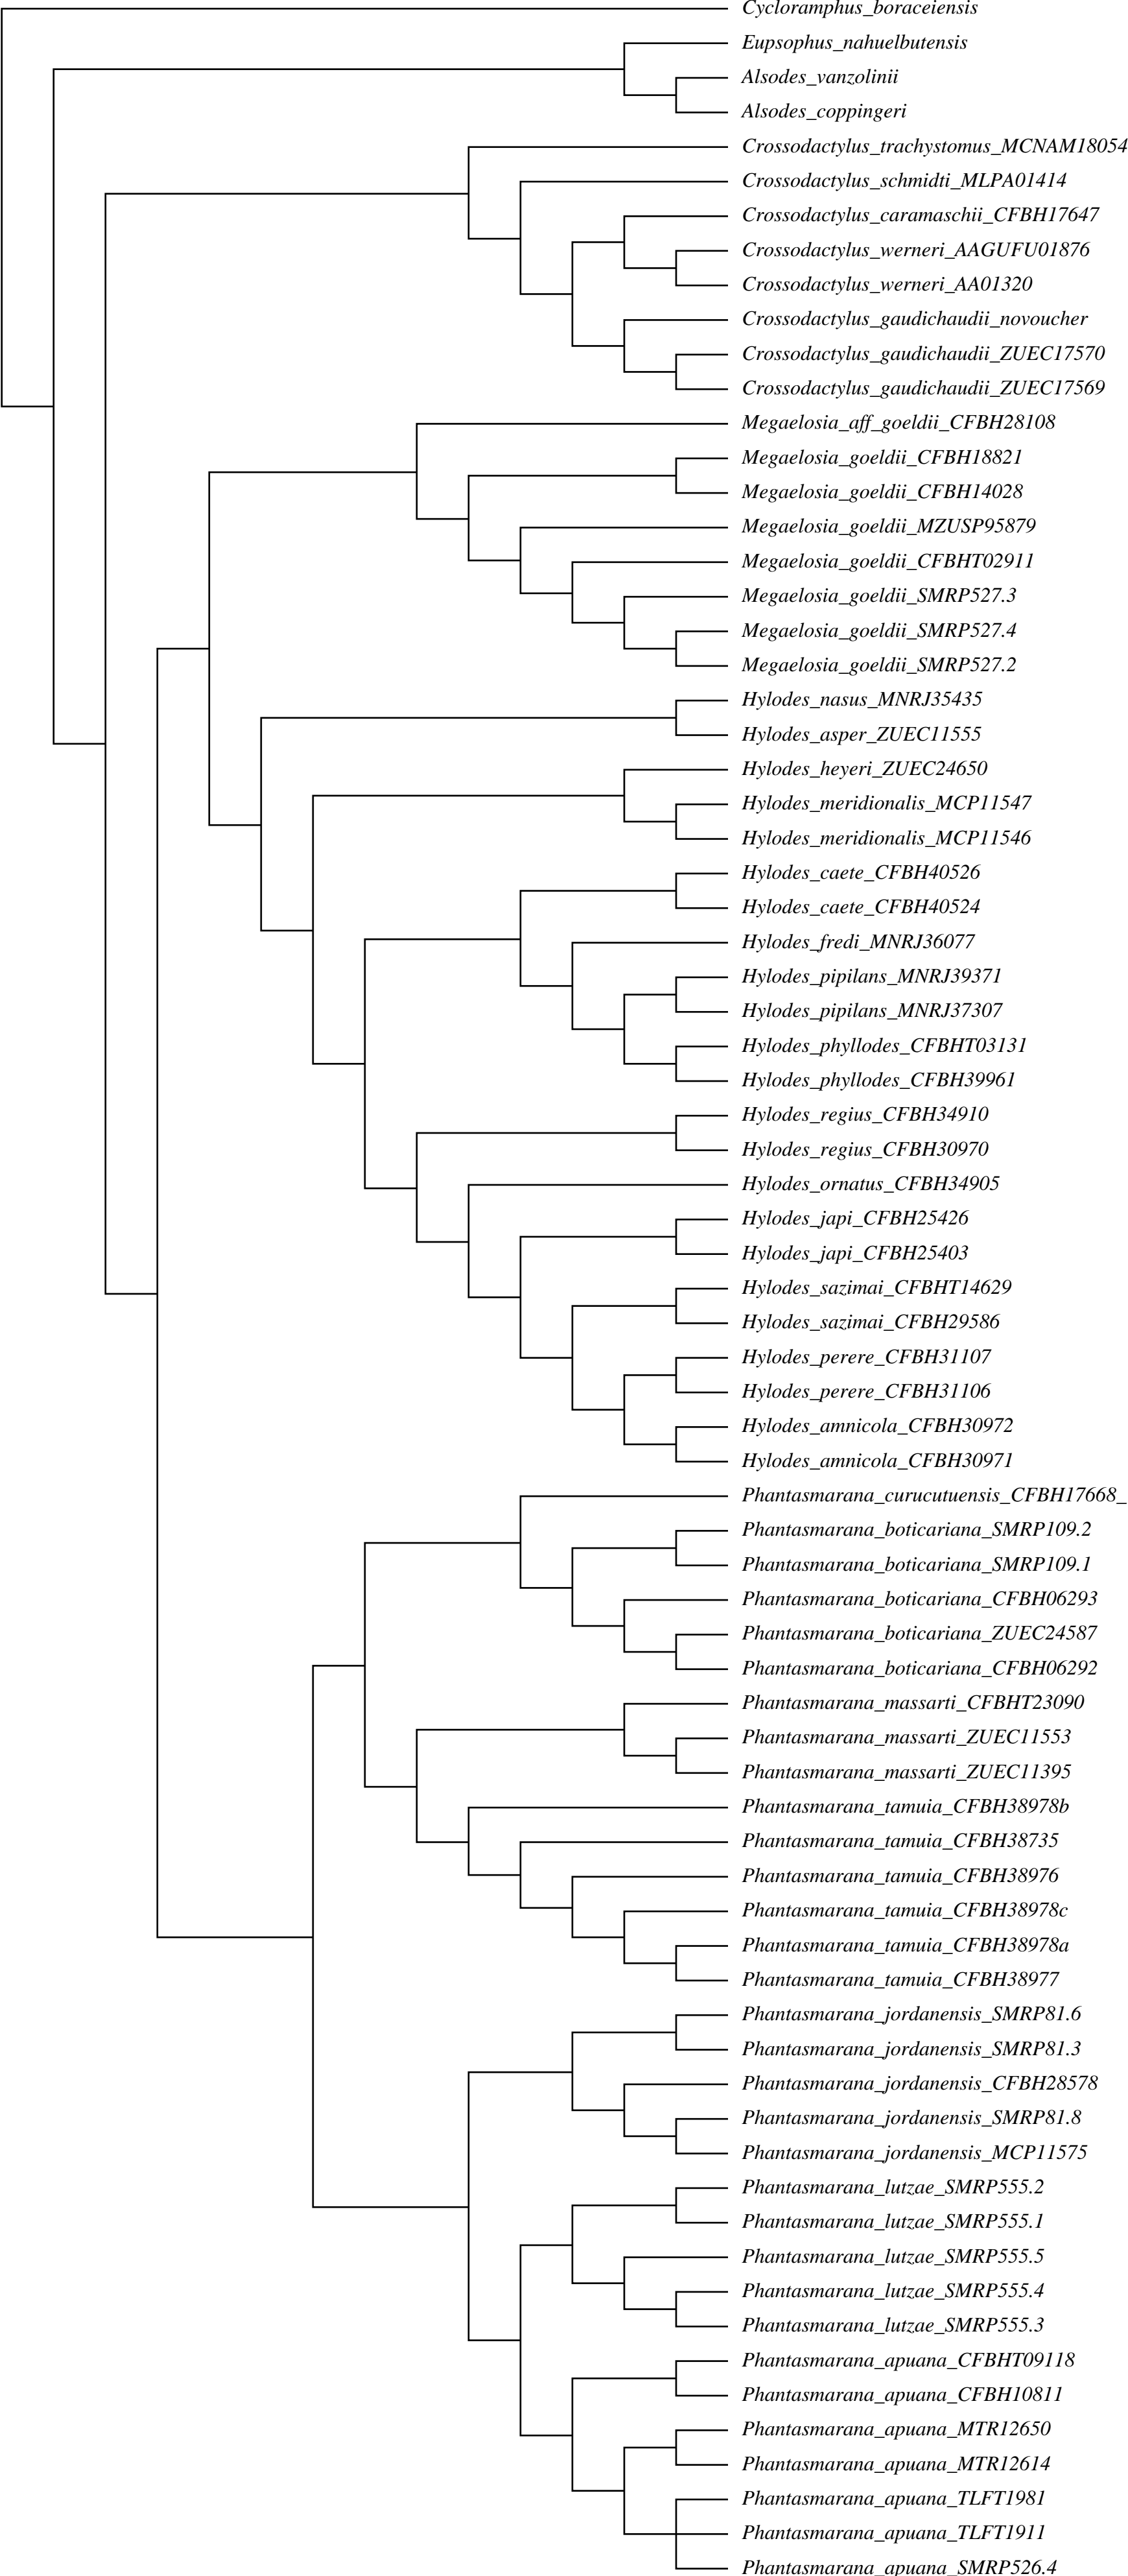 Cycloramphus_boraceiensis
Eupsophus_nahuelbutensis
Alsodes_vanzolinii
Alsodes_coppingeri
Crossodactylus_trachystomus_MCNAM18054
Crossodactylus_schmidti_MLPA01414
Crossodactylus_caramaschii_CFBH17647
Crossodactylus_werneri_AAGUFU01876
Crossodactylus_werneri_AA01320
Crossodactylus_gaudichaudii_novoucher
Crossodactylus_gaudichaudii_ZUEC17570
Crossodactylus_gaudichaudii_ZUEC17569
Megaelosia_aff_goeldii_CFBH28108
Megaelosia_goeldii_CFBH18821
Megaelosia_goeldii_CFBH14028
Megaelosia_goeldii_MZUSP95879
Megaelosia_goeldii_CFBHT02911
Megaelosia_goeldii_SMRP527.3
Megaelosia_goeldii_SMRP527.4
Megaelosia_goeldii_SMRP527.2
Hylodes_nasus_MNRJ35435
Hylodes_asper_ZUEC11555
Hylodes_heyeri_ZUEC24650
Hylodes_meridionalis_MCP11547
Hylodes_meridionalis_MCP11546
Hylodes_caete_CFBH40526
Hylodes_caete_CFBH40524
Hylodes_fredi_MNRJ36077
Hylodes_pipilans_MNRJ39371
Hylodes_pipilans_MNRJ37307
Hylodes_phyllodes_CFBHT03131
Hylodes_phyllodes_CFBH39961
Hylodes_regius_CFBH34910
Hylodes_regius_CFBH30970
Hylodes_ornatus_CFBH34905
Hylodes_japi_CFBH25426
Hylodes_japi_CFBH25403
Hylodes_sazimai_CFBHT14629
Hylodes_sazimai_CFBH29586
Hylodes_perere_CFBH31107
Hylodes_perere_CFBH31106
Hylodes_amnicola_CFBH30972
Hylodes_amnicola_CFBH30971
Phantasmarana_curucutuensis_CFBH17668_
Phantasmarana_boticariana_SMRP109.2
Phantasmarana_boticariana_SMRP109.1
Phantasmarana_boticariana_CFBH06293
Phantasmarana_boticariana_ZUEC24587
Phantasmarana_boticariana_CFBH06292
Phantasmarana_massarti_CFBHT23090
Phantasmarana_massarti_ZUEC11553
Phantasmarana_massarti_ZUEC11395
Phantasmarana_tamuia_CFBH38978b
Phantasmarana_tamuia_CFBH38735
Phantasmarana_tamuia_CFBH38976
Phantasmarana_tamuia_CFBH38978c
Phantasmarana_tamuia_CFBH38978a
Phantasmarana_tamuia_CFBH38977
Phantasmarana_jordanensis_SMRP81.6
Phantasmarana_jordanensis_SMRP81.3
Phantasmarana_jordanensis_CFBH28578
Phantasmarana_jordanensis_SMRP81.8
Phantasmarana_jordanensis_MCP11575
Phantasmarana_lutzae_SMRP555.2
Phantasmarana_lutzae_SMRP555.1
Phantasmarana_lutzae_SMRP555.5
Phantasmarana_lutzae_SMRP555.4
Phantasmarana_lutzae_SMRP555.3
Phantasmarana_apuana_CFBHT09118
Phantasmarana_apuana_CFBH10811
Phantasmarana_apuana_MTR12650
Phantasmarana_apuana_MTR12614
Phantasmarana_apuana_TLFT1981
Phantasmarana_apuana_TLFT1911
Phantasmarana_apuana_SMRP526.4